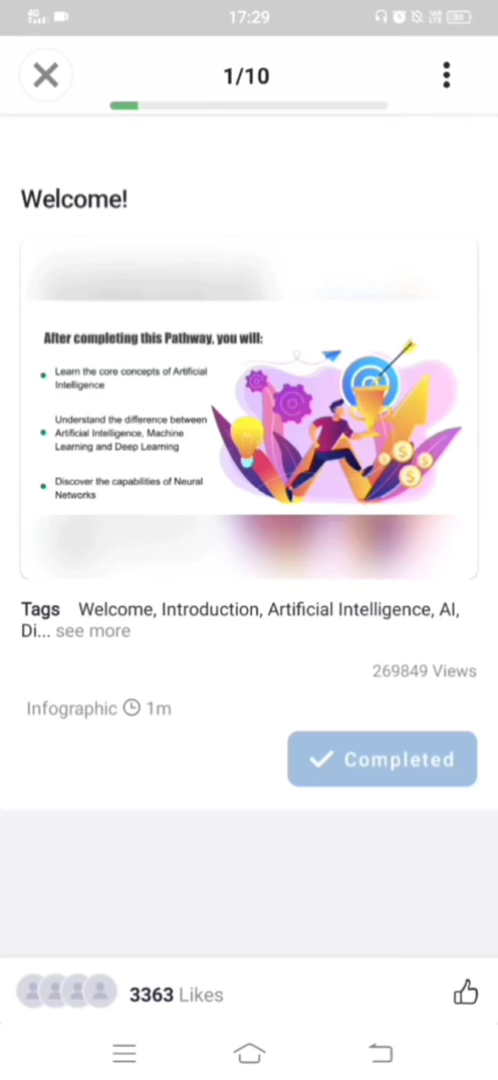 4G
17:29
1/10
Welcome!
After completing this Pathway, you will:
Learn the core concepts of Artificial
Intelligence
Understand the difference between
Artificial Intelligence, Machine
Learning and Deep Learning
Discover the capabilities of Neural
Networks
Tags Welcome, Introduction, Artificial Intelligence, AI,
Di... see more
269849 Views
Infographic 1m
Completed
3363 Likes